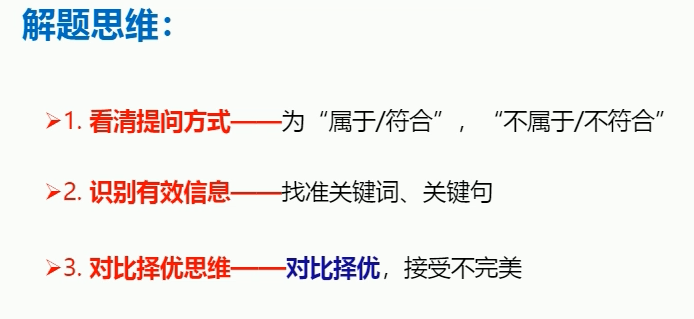 解题思维：
➢1. 看清提问方式——为“属于/符合”，“不属于/不符合”
➢2. 识别有效信息——找准关键词、关键句
➢3. 对比择优思维——对比择优，接受不完美